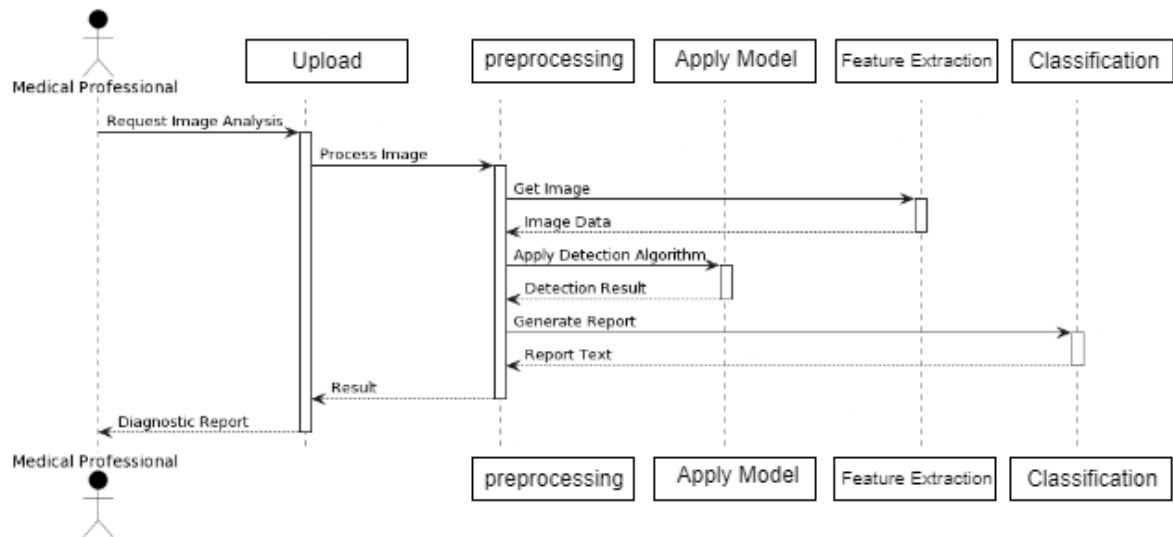 Medical Professional
Upload
preprocessing
Apply Model
Feature Extraction
Classification
Request Image Analysis
Process Image
Get Image
Image Data
Apply Detection Algorithm
Detection Result
Generate Report
Report Text
Result
Diagnostic Report
Medical Professional
preprocessing
Apply Model
Feature Extraction
Classification